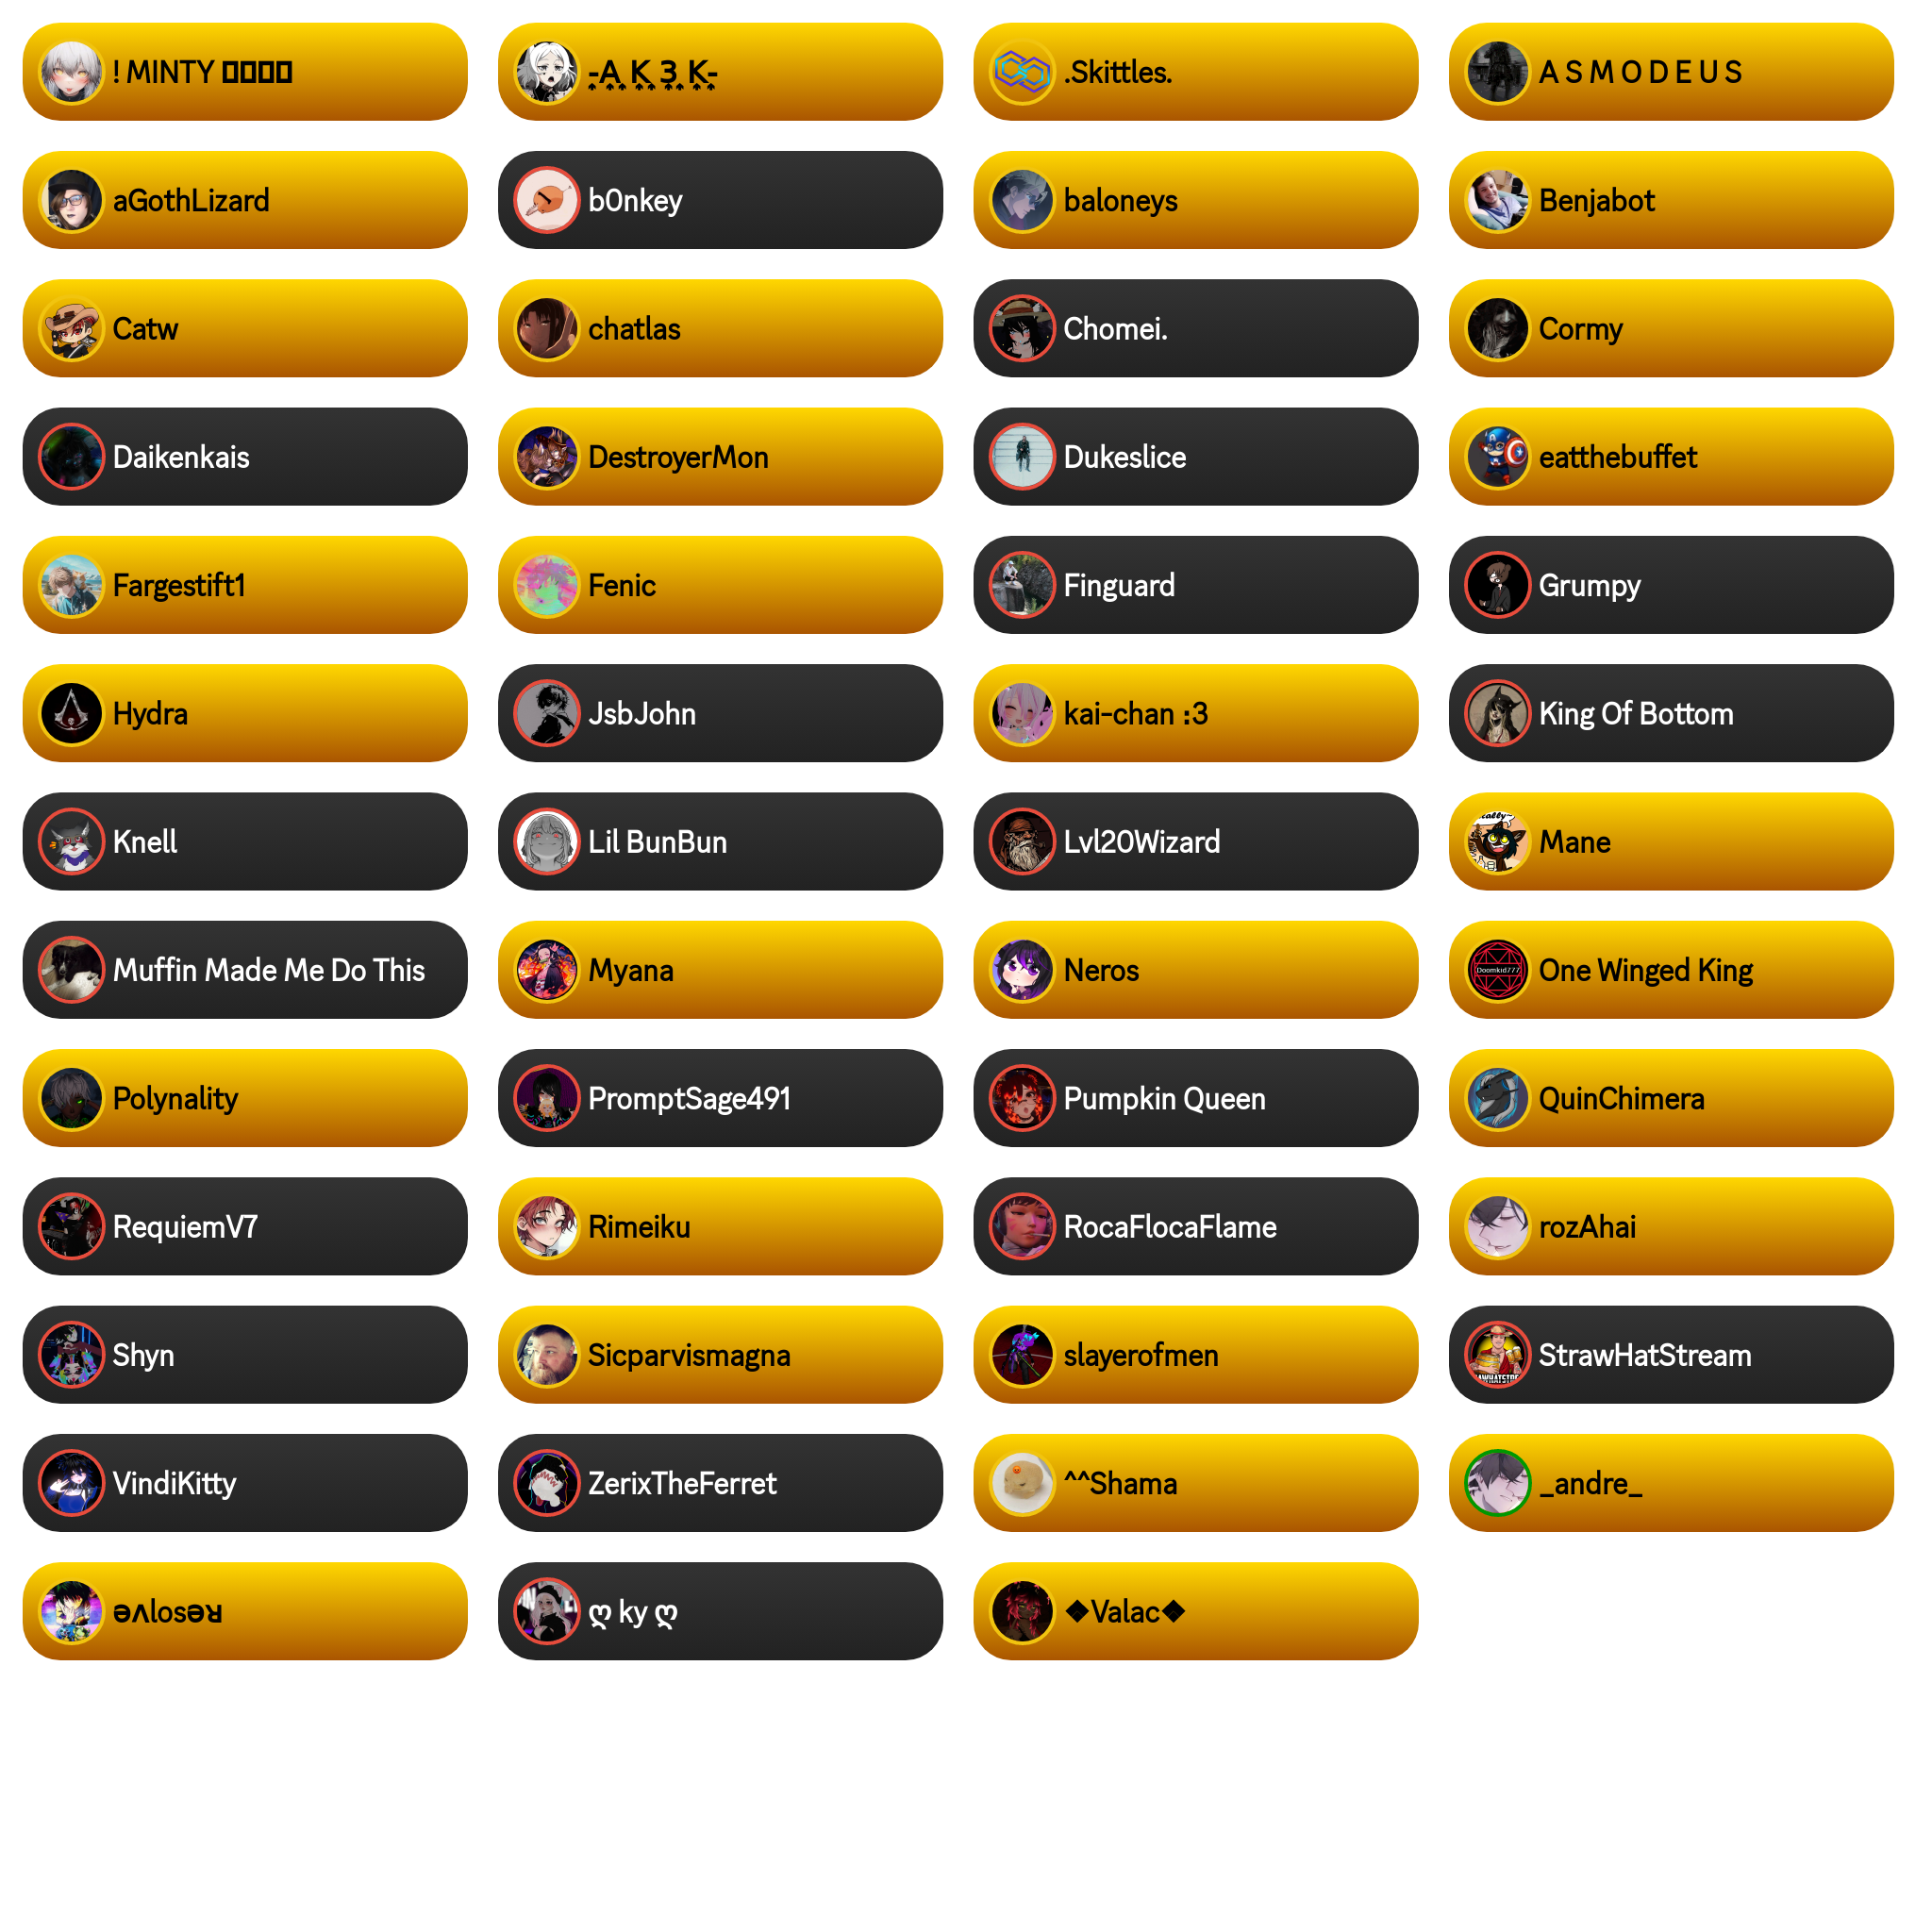 ! MINTY
-A K 3 K-
.Skittles.
A S M O D E U S
aGothLizard
b0nkey
baloneys
Benjabot
Catw
chatlas
Chomei.
Cormy
Daikenkais
DestroyerMon
Dukeslice
eatthebuffet
Fargestift1
Fenic
Finguard
Grumpy
Hydra
JsbJohn
kai-chan :3
King Of Bottom
Knell
Lil BunBun
Lvl20Wizard
Mane
Muffin Made Me Do This
Myana
Neros
Doomkid777
One Winged King
Polynality
PromptSage491
Pumpkin Queen
QuinChimera
RequiemV7
Rimeiku
RocaFlocaFlame
rozAhai
Shyn
Sicparvismagna
slayerofmen
StrawHatStream
VindiKitty
ZerixTheFerret
^^Shama
_andre_
ɘʌlosɘᴙ
ღ ky ღ
❖Valac❖